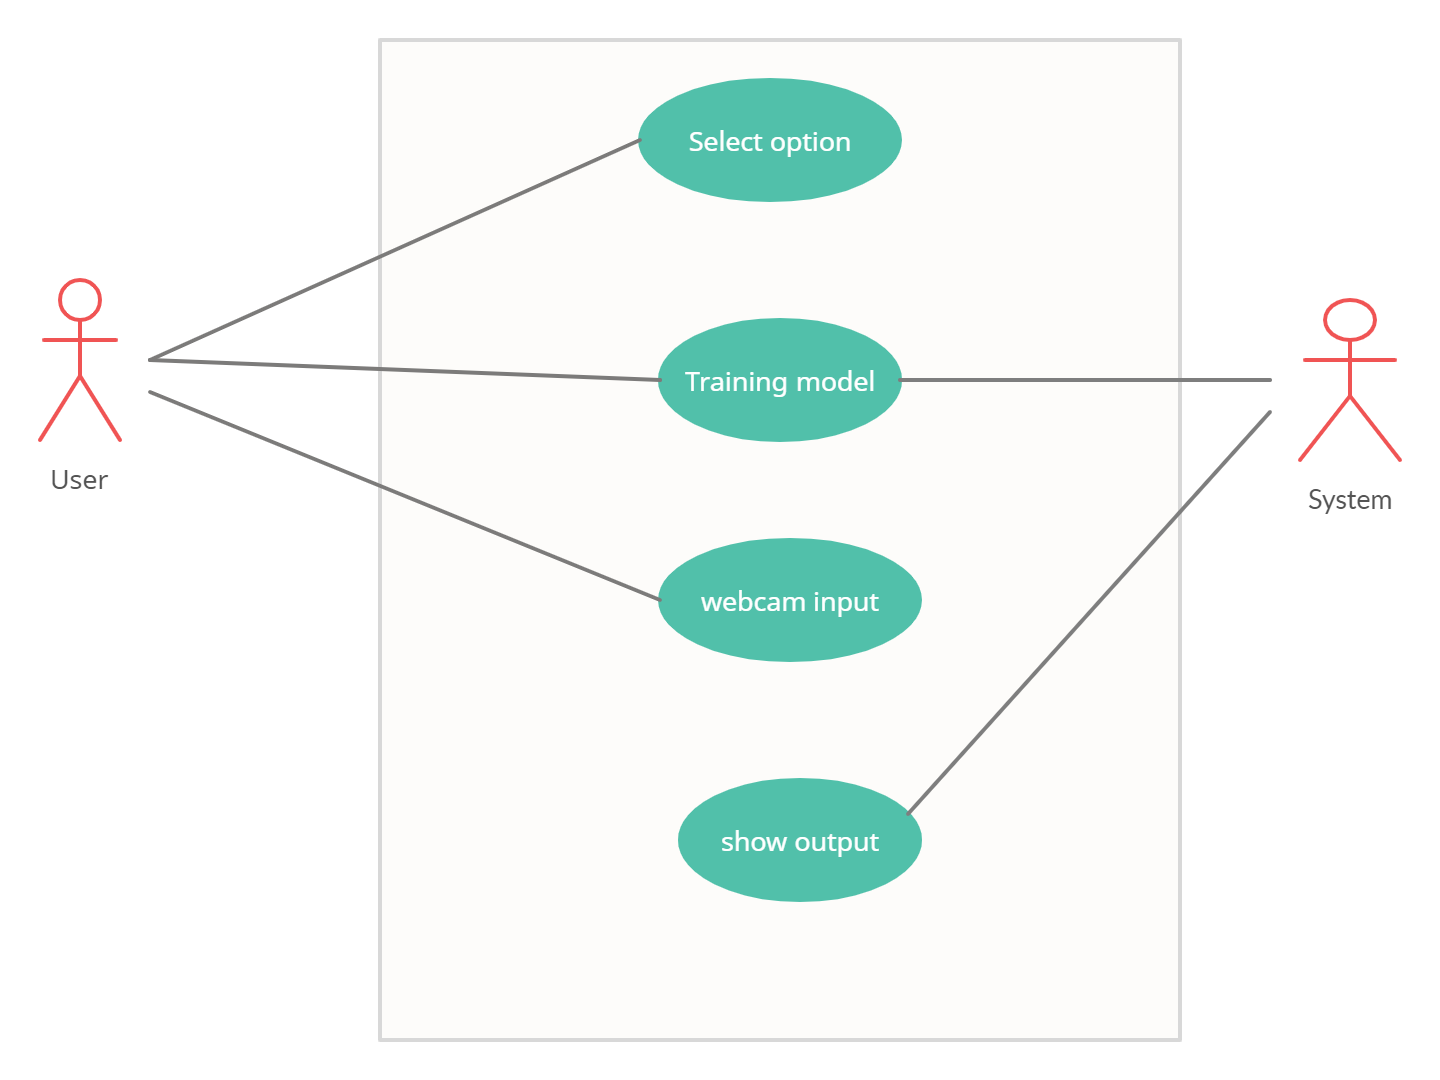 Select option
Training model
User
System
webcam input
show output